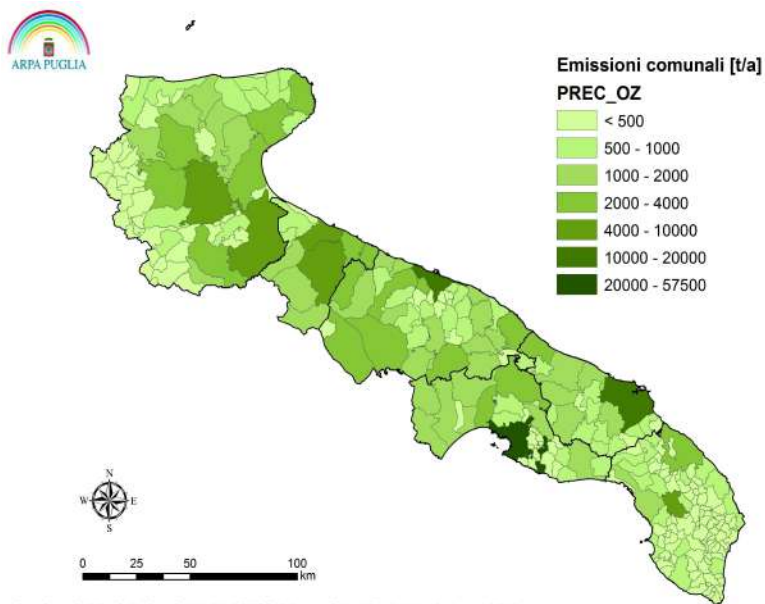 ARPA PUGLIA
Emissioni comunali [t/a]
PREC_OZ
< 500
500 - 1000
1000 - 2000
2000 - 4000
4000 - 10000
10000 - 20000
20000 - 57500
N
W E
S
0 25 50 100
km